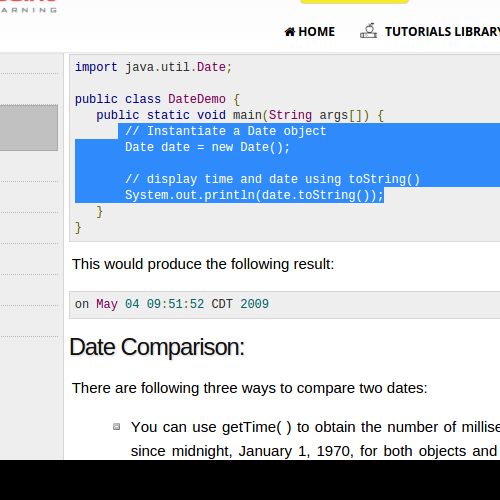 ARNING
HOME
TUTORIALS LIBRARY
import java.util.Date;
public class DateDemo {
public static void main(String args[]) {
// Instantiate a Date object
Date date = new Date();
// display time and date using toString()
System.out.println(date.toString());
}
}
This would produce the following result:
on May 04 09:51:52 CDT 2009
Date Comparison:
There are following three ways to compare two dates:
You can use getTime( ) to obtain the number of millise
since midnight, January 1, 1970, for both objects and